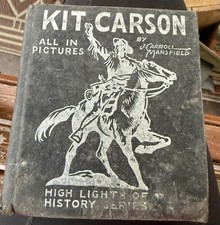 KIT CARSON
ALL IN
PICTURES
BY
J. CARROLL
MANSFIELD
HIGH LIGHTS OF
HISTORY SERIES